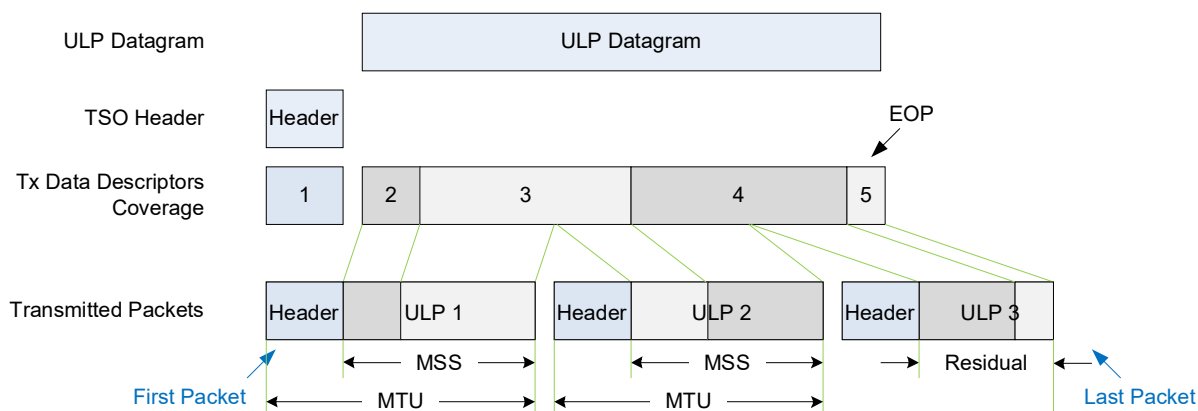 ULP Datagram
ULP Datagram
TSO Header
Header
EOP
Tx Data Descriptors
Coverage
1
2
3
4
5
Transmitted Packets
Header
ULP 1
Header
ULP 2
Header
ULP 3
MSS
MSS
Residual
First Packet
MTU
MTU
Last Packet